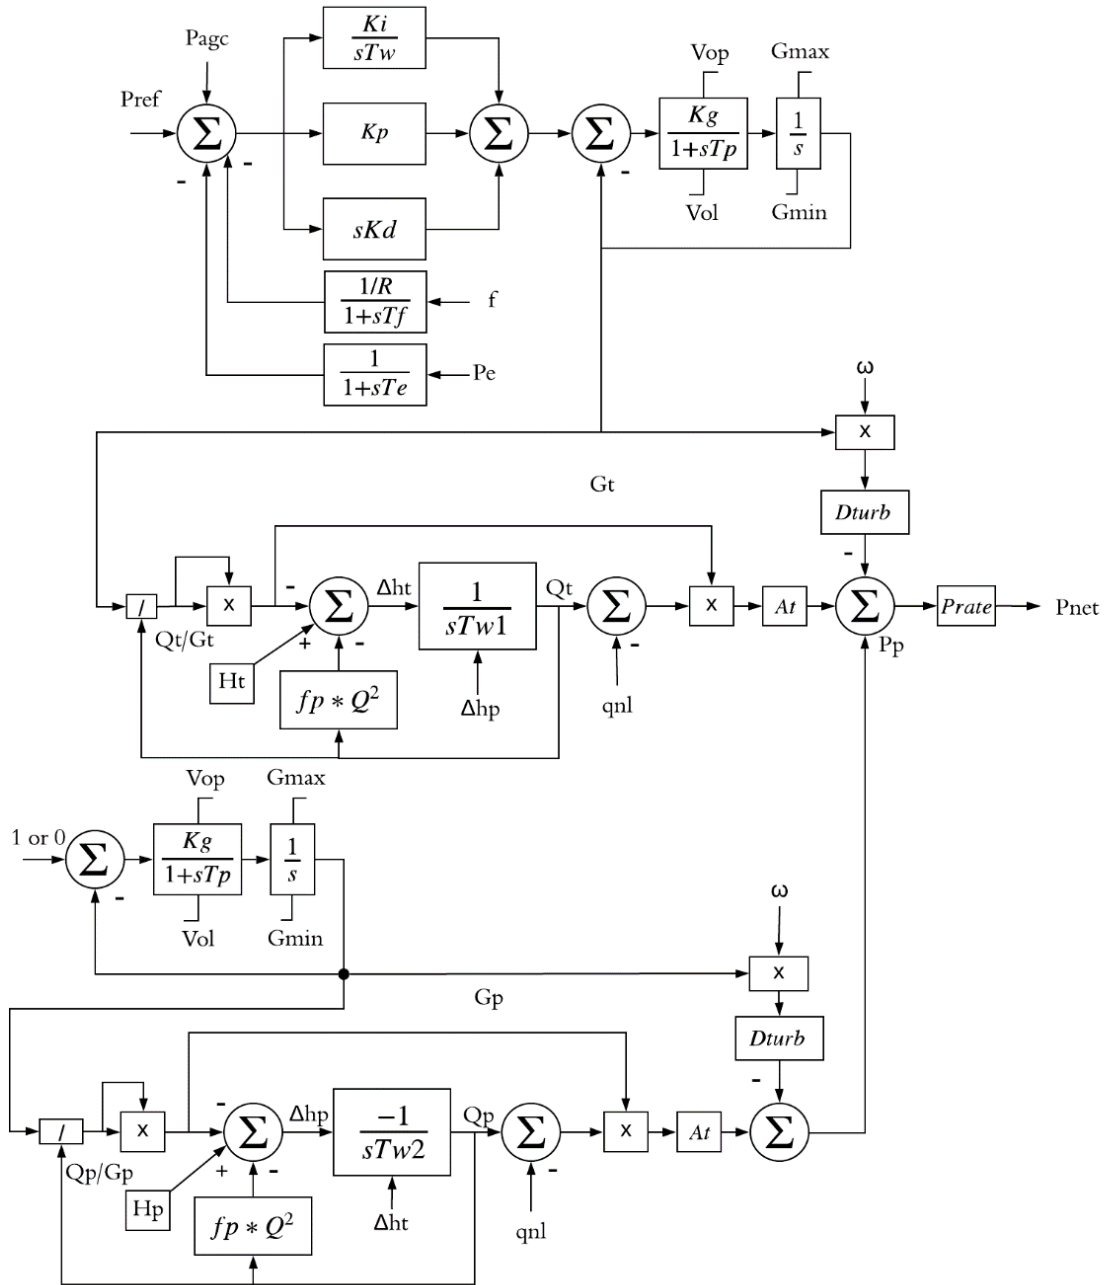 Pagc
Pref
Σ
-
-
Ki
sTw
Kp
sKd
1/R
1+sTf
f
1
1+sTe
Pe
Σ
Σ
-
Vop
Kg
1+sTp
Vol
Gmax
1
s
Gmin
ω
x
Gt
Dturb
-
/
Qt/Gt
x
-
Σ
+
-
Ht
Δht
fp ∗ Q²
1
sTw1
Δhp
Qt
Σ
-
qnl
x
At
Σ
Pp
Prate
Pnet
1 or 0
Σ
-
Vop
Kg
1+sTp
Vol
Gmax
1
s
Gmin
ω
x
Gp
Dturb
-
/
Qp/Gp
x
-
Σ
+
-
Hp
Δhp
fp ∗ Q²
-1
sTw2
Δht
Qp
Σ
-
qnl
x
At
Σ